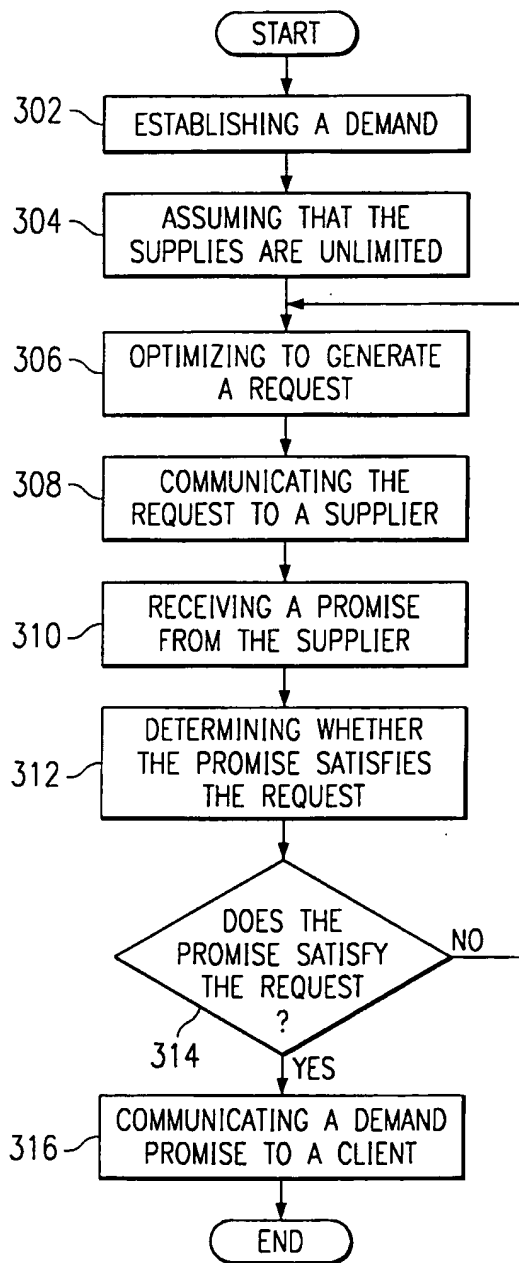 START
302
ESTABLISHING A DEMAND
304
ASSUMING THAT THE
SUPPLIES ARE UNLIMITED
306
OPTIMIZING TO GENERATE
A REQUEST
308
COMMUNICATING THE
REQUEST TO A SUPPLIER
310
RECEIVING A PROMISE
FROM THE SUPPLIER
312
DETERMINING WHETHER
THE PROMISE SATISFIES
THE REQUEST
DOES THE
PROMISE SATISFY
THE REQUEST
?
NO
314
YES
316
COMMUNICATING A DEMAND
PROMISE TO A CLIENT
END